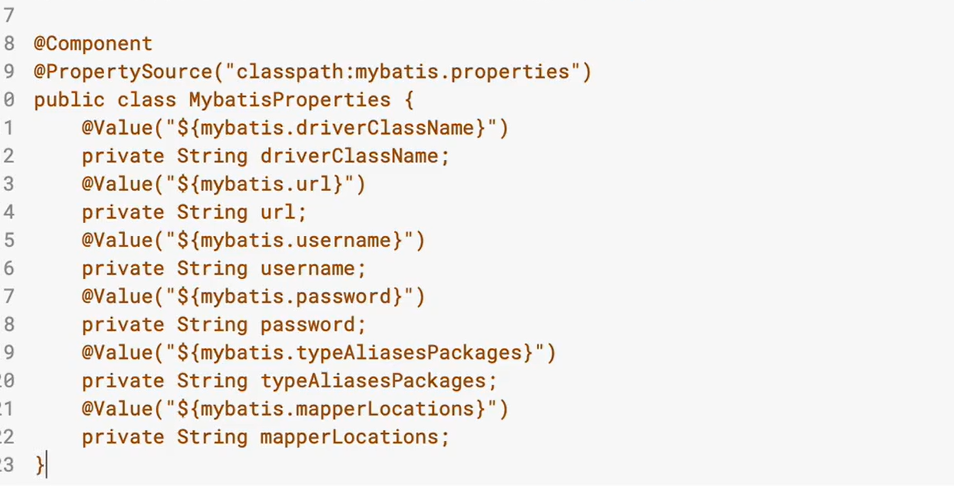 7
8 @Component
9 @PropertySource("classpath:mybatis.properties")
0 public class MybatisProperties {
1     @Value("${mybatis.driverClassName}")
2     private String driverClassName;
3     @Value("${mybatis.url}")
4     private String url;
5     @Value("${mybatis.username}")
6     private String username;
7     @Value("${mybatis.password}")
8     private String password;
9     @Value("${mybatis.typeAliasesPackages}")
20     private String typeAliasesPackages;
21     @Value("${mybatis.mapperLocations}")
22     private String mapperLocations;
23 }